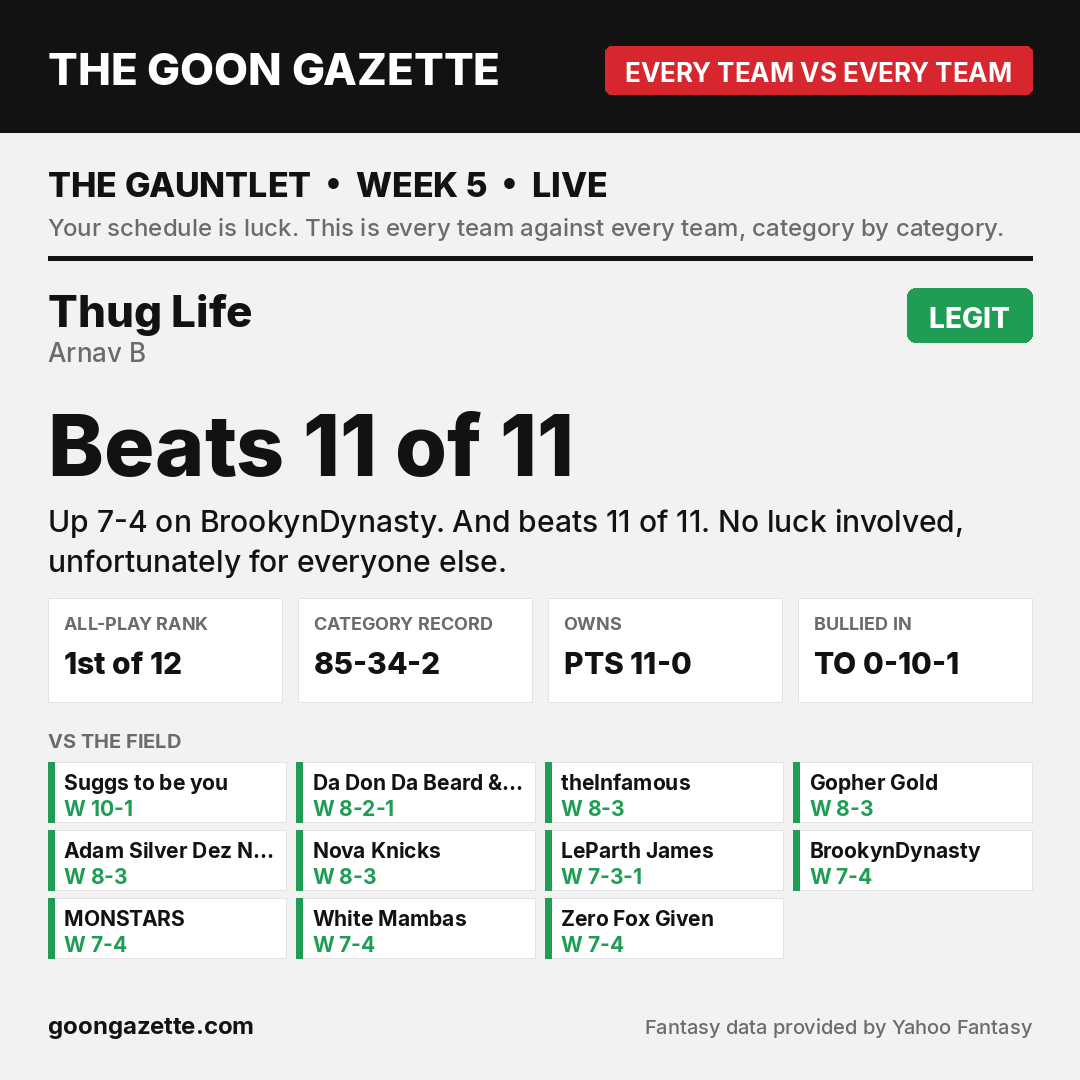 THE GOON GAZETTE
EVERY TEAM VS EVERY TEAM
THE GAUNTLET • WEEK 5 • LIVE
Your schedule is luck. This is every team against every team, category by category.
Thug Life
LEGIT
Arnav B
Beats 11 of 11
Up 7-4 on BrookynDynasty. And beats 11 of 11. No luck involved,
unfortunately for everyone else.
ALL-PLAY RANK
1st of 12
CATEGORY RECORD
85-34-2
OWNS
PTS 11-0
BULLIED IN
TO 0-10-1
VS THE FIELD
Suggs to be you
W 10-1
Da Don Da Beard &...
W 8-2-1
theInfamous
W 8-3
Gopher Gold
W 8-3
Adam Silver Dez N...
W 8-3
Nova Knicks
W 8-3
LeParth James
W 7-3-1
BrookynDynasty
W 7-4
MONSTARS
W 7-4
White Mambas
W 7-4
Zero Fox Given
W 7-4
goongazette.com
Fantasy data provided by Yahoo Fantasy